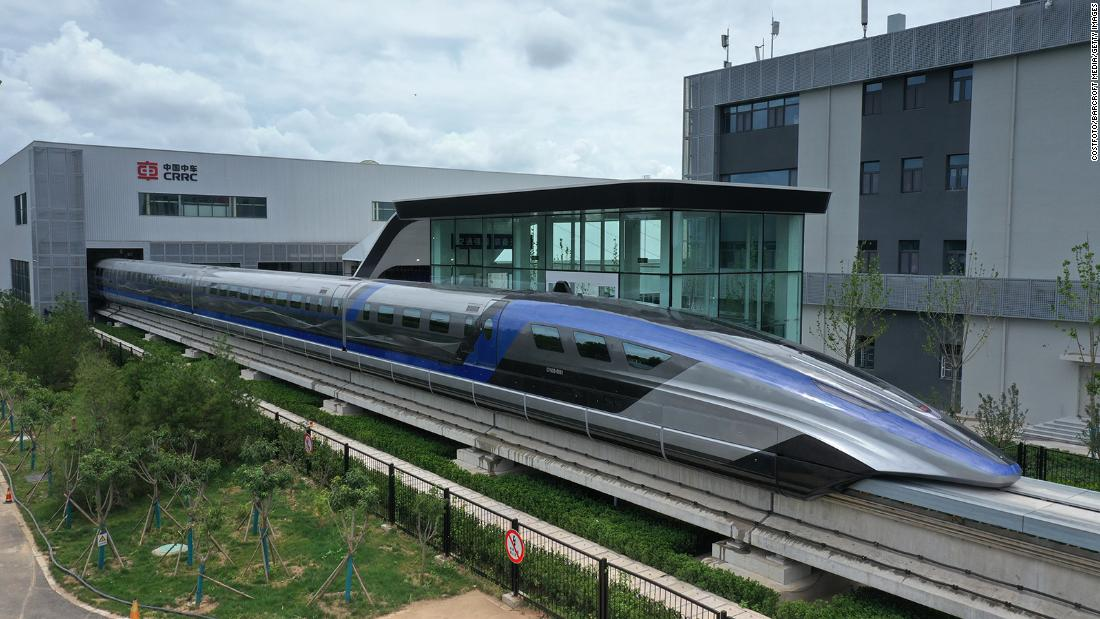 中国中车
CRRC
COSTFOTO/BARCROFT MEDIA/GETTY IMAGES